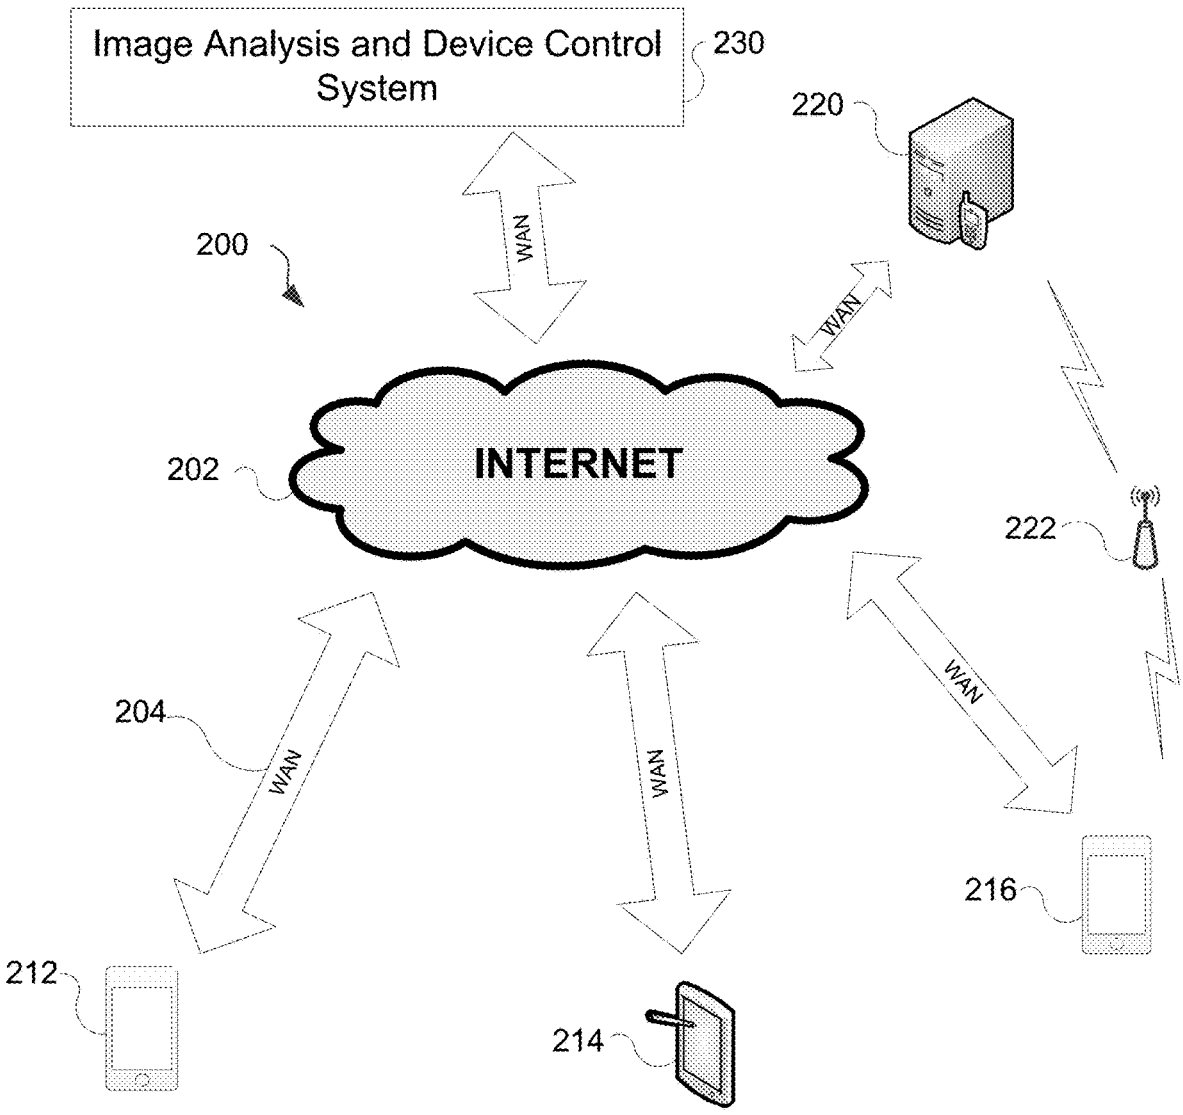 Image Analysis and Device Control
System
230
220
WAN
200
WAN
INTERNET
202
222
WAN
204
WAN
WAN
216
212
214